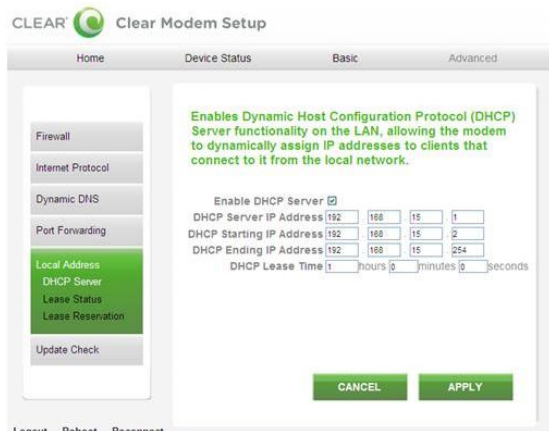 CLEAR Clear Modem Setup
Home Device Status Basic Advanced
Firewall
Internet Protocol
Dynamic DNS
Port Forwarding
Local Address
DHCP Server
Lease Status
Lease Reservation
Update Check
Enables Dynamic Host Configuration Protocol (DHCP)
Server functionality on the LAN, allowing the modem
to dynamically assign IP addresses to clients that
connect to it from the local network.
Enable DHCP Server
DHCP Server IP Address 192 . 168 . 15 . 1
DHCP Starting IP Address 192 . 168 . 15 . 2
DHCP Ending IP Address 192 . 168 . 15 . 254
DHCP Lease Time 1 hours 0 minutes 0 seconds
CANCEL APPLY
Logout Reboot Reconnect